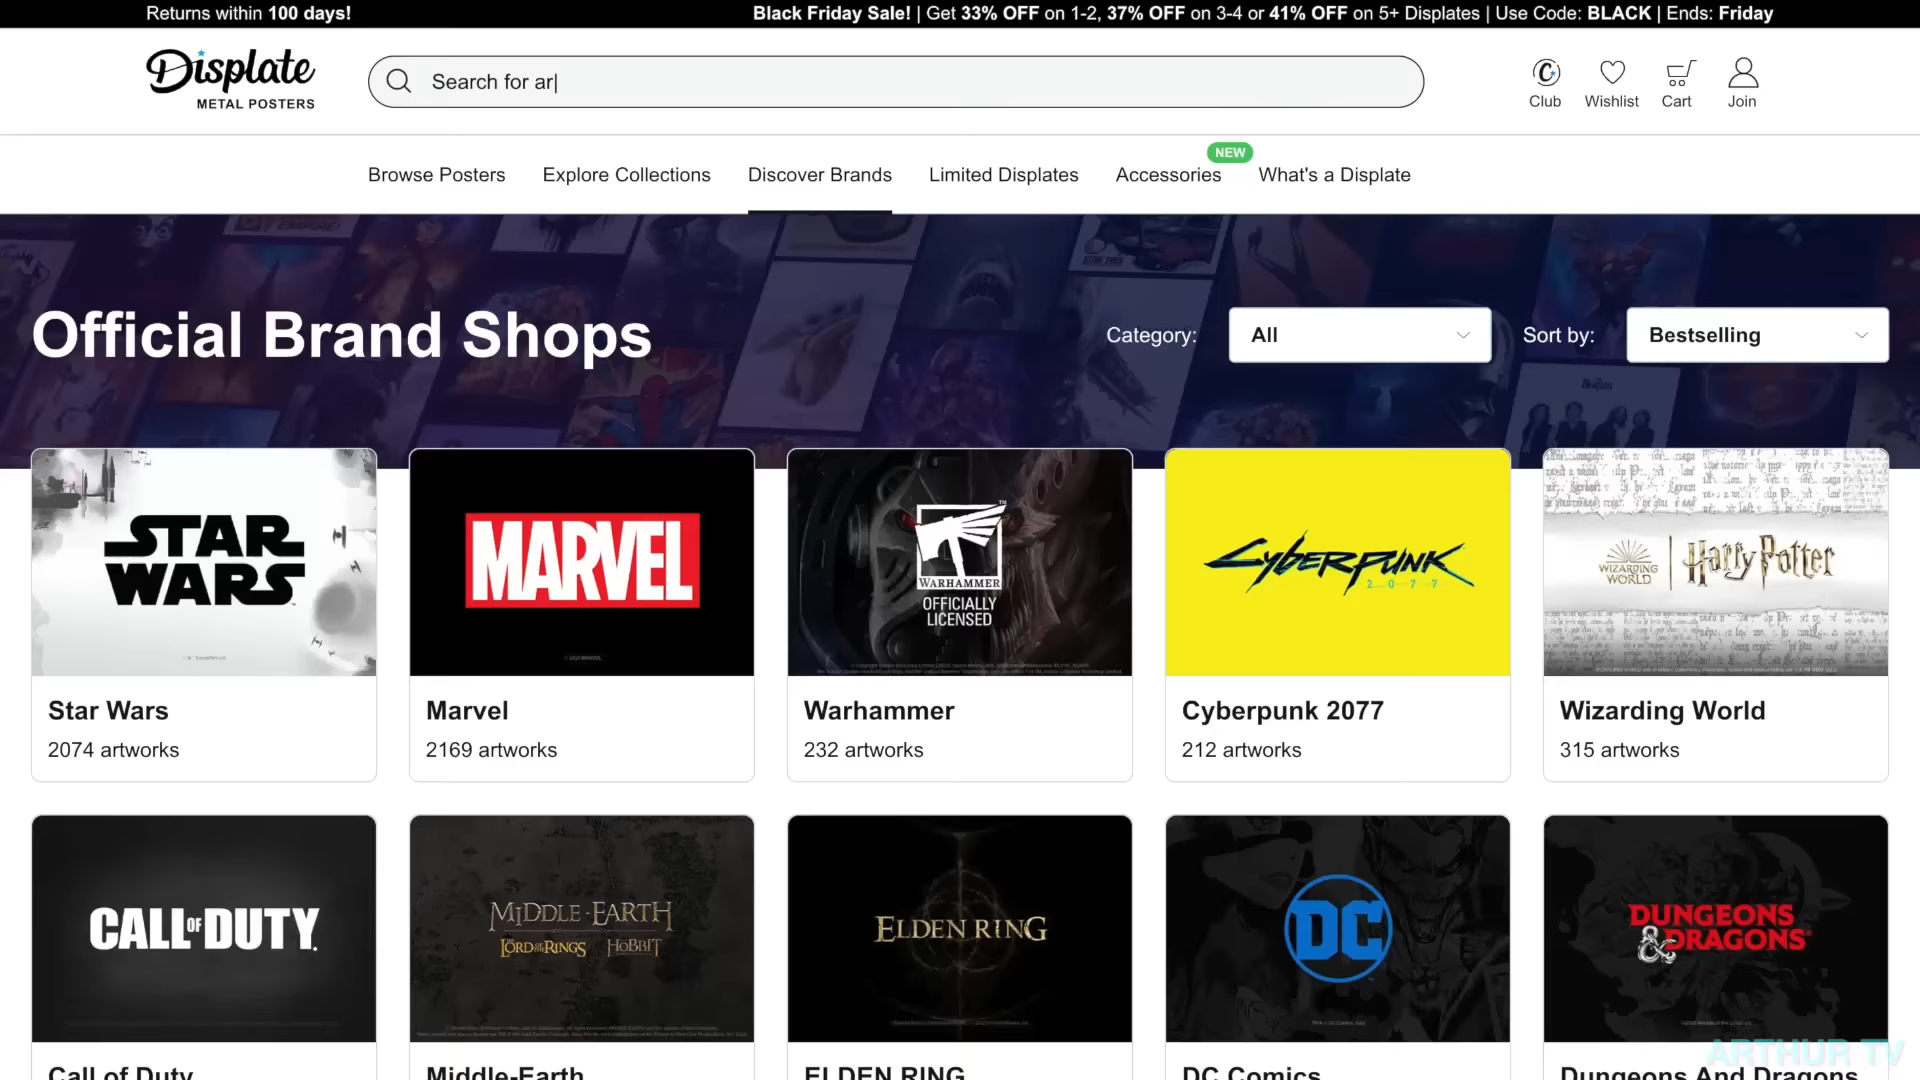 Returns within 100 days!
Black Friday Sale! | Get 33% OFF on 1-2, 37% OFF on 3-4 or 41% OFF on 5+ Displates | Use Code: BLACK | Ends: Friday
Displate
METAL POSTERS
Search for ar|
Club
Wishlist
Cart
Join
NEW
Browse Posters
Explore Collections
Discover Brands
Limited Displates
Accessories
What's a Displate
Official Brand Shops
Category:
All
Sort by:
Bestselling
STAR
WARS
MARVEL
WARHAMMER
OFFICIALLY
LICENSED
CYBERPUNK
2077
WIZARDING
WORLD
Harry Potter
Star Wars
2074 artworks
Marvel
2169 artworks
Warhammer
232 artworks
Cyberpunk 2077
212 artworks
Wizarding World
315 artworks
CALL OF DUTY
MIDDLE-EARTH
THE LORD OF THE RINGS
THE HOBBIT
ELDEN RING
DC
DUNGEONS
& DRAGONS
Call of Duty
Middle-Earth
ELDEN RING
DC Comics
Dungeons And Dragons
ARTHUR TV